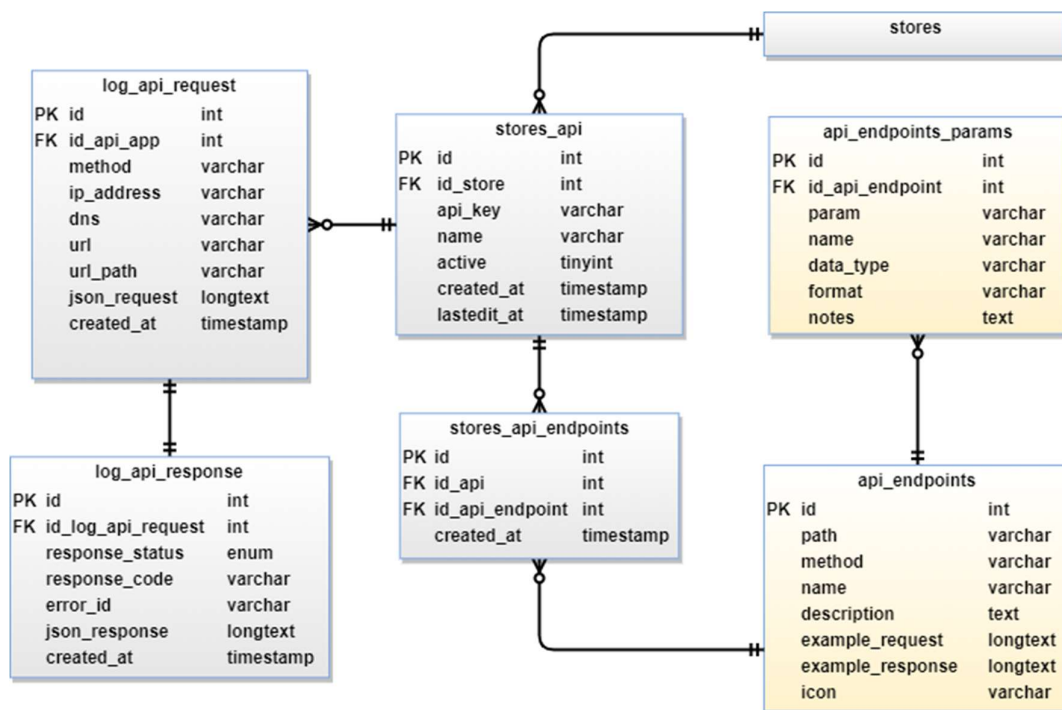 stores
log_api_request
PK id int
FK id_api_app int
method varchar
ip_address varchar
dns varchar
url varchar
url_path varchar
json_request longtext
created_at timestamp
stores_api
PK id int
FK id_store int
api_key varchar
name varchar
active tinyint
created_at timestamp
lastedit_at timestamp
api_endpoints_params
PK id int
FK id_api_endpoint int
param varchar
name varchar
data_type varchar
format varchar
notes text
log_api_response
PK id int
FK id_log_api_request int
response_status enum
response_code varchar
error_id varchar
json_response longtext
created_at timestamp
stores_api_endpoints
PK id int
FK id_api int
FK id_api_endpoint int
created_at timestamp
api_endpoints
PK id int
path varchar
method varchar
name varchar
description text
example_request longtext
example_response longtext
icon varchar